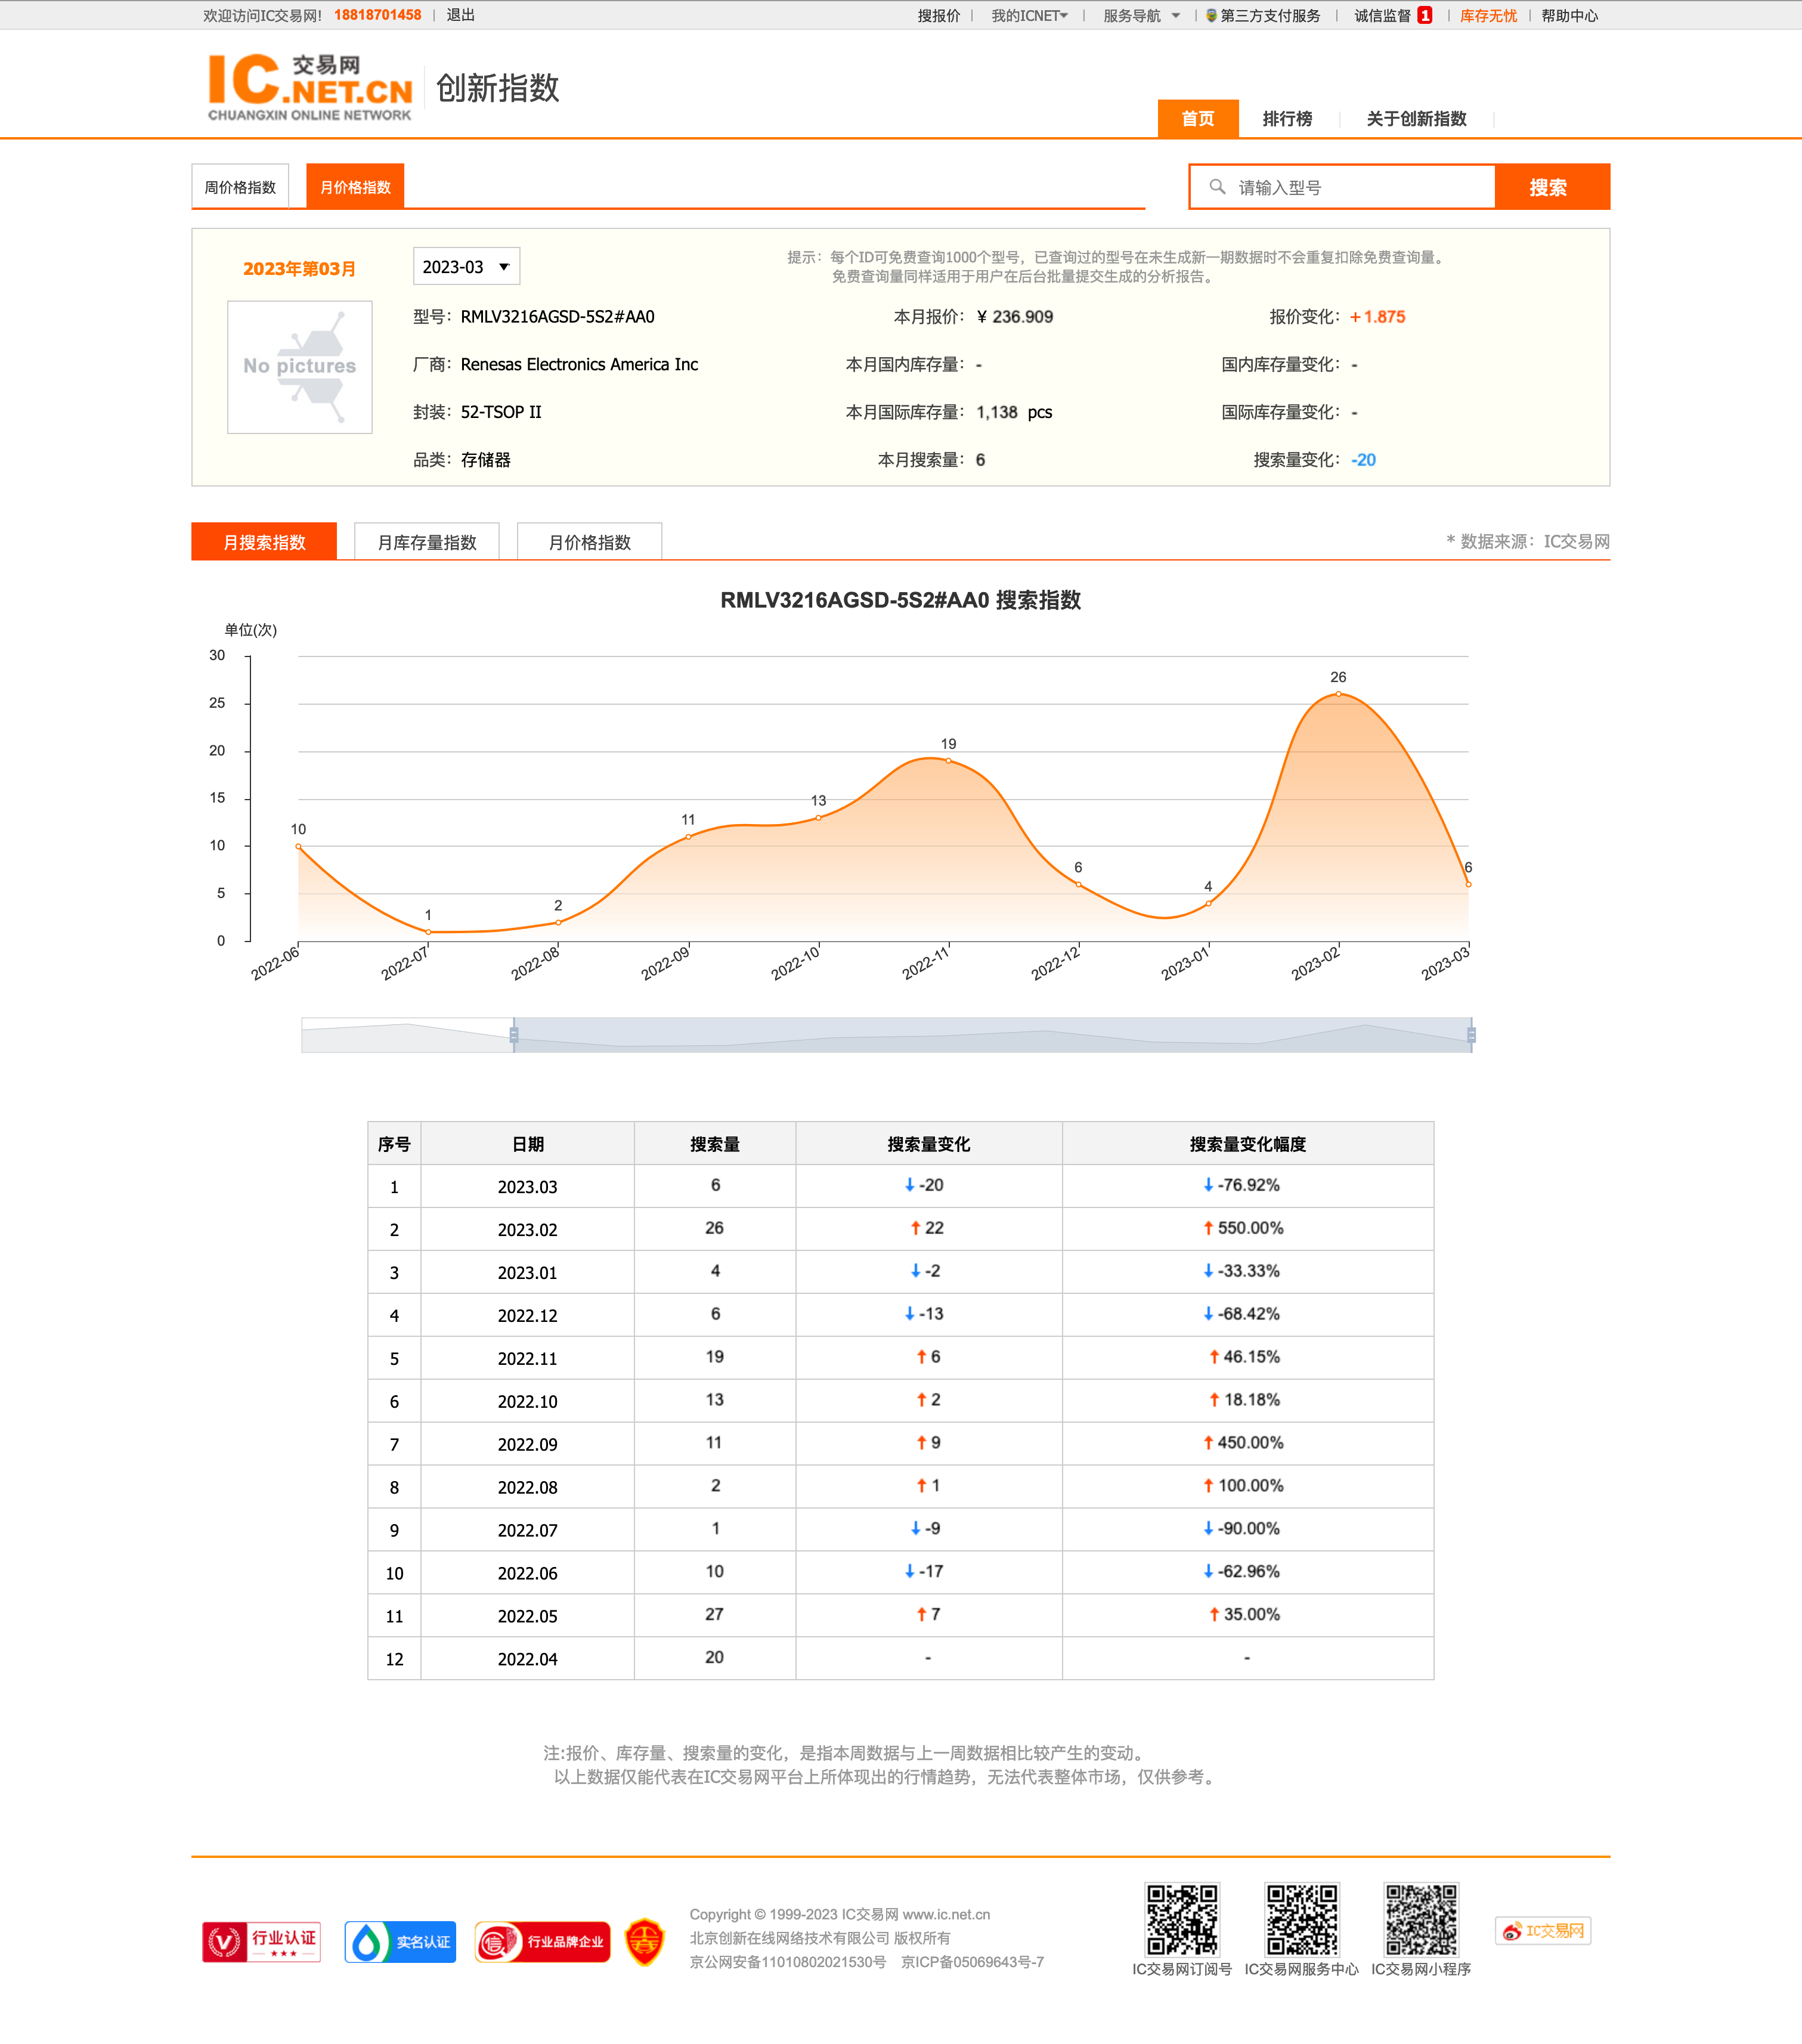 欢迎访问IC交易网! 18818701458 | 退出 搜报价 | 我的ICNET | 服务导航 | 第三方支付服务 | 诚信监督 1 | 库存无忧 | 帮助中心
IC交易网
.NET.CN
CHUANGXIN ONLINE NETWORK
创新指数
首页 排行榜 关于创新指数
周价格指数 月价格指数 请输入型号 搜索
2023年第03月 2023-03 ▼ 提示：每个ID可免费查询1000个型号，已查询过的型号在未生成新一期数据时不会重复扣除免费查询量。
免费查询量同样适用于用户在后台批量提交生成的分析报告。
No pictures
型号：RMLV3216AGSD-5S2#AA0 本月报价：¥ 236.909 报价变化：+1.875
厂商：Renesas Electronics America Inc 本月国内库存量：- 国内库存量变化：-
封装：52-TSOP II 本月国际库存量：1,138 pcs 国际库存量变化：-
品类：存储器 本月搜索量：6 搜索量变化：-20
月搜索指数 月库存量指数 月价格指数 * 数据来源：IC交易网
RMLV3216AGSD-5S2#AA0 搜索指数
单位(次)
30
25
20
15
10
5
0
10 1 2 11 13 19 6 4 26 6
2022-06 2022-07 2022-08 2022-09 2022-10 2022-11 2022-12 2023-01 2023-02 2023-03
序号 日期 搜索量 搜索量变化 搜索量变化幅度
1 2023.03 6 ↓-20 ↓-76.92%
2 2023.02 26 ↑22 ↑550.00%
3 2023.01 4 ↓-2 ↓-33.33%
4 2022.12 6 ↓-13 ↓-68.42%
5 2022.11 19 ↑6 ↑46.15%
6 2022.10 13 ↑2 ↑18.18%
7 2022.09 11 ↑9 ↑450.00%
8 2022.08 2 ↑1 ↑100.00%
9 2022.07 1 ↓-9 ↓-90.00%
10 2022.06 10 ↓-17 ↓-62.96%
11 2022.05 27 ↑7 ↑35.00%
12 2022.04 20 - -
注:报价、库存量、搜索量的变化，是指本周数据与上一周数据相比较产生的变动。
以上数据仅能代表在IC交易网平台上所体现出的行情趋势，无法代表整体市场，仅供参考。
V 行业认证
实名认证
信 行业品牌企业
Copyright © 1999-2023 IC交易网 www.ic.net.cn
北京创新在线网络技术有限公司 版权所有
京公网安备11010802021530号 京ICP备05069643号-7
IC交易网订阅号 IC交易网服务中心 IC交易网小程序
IC交易网